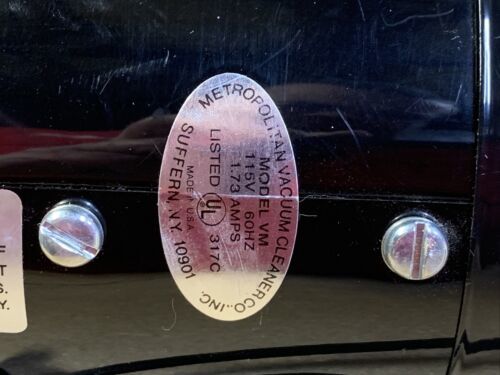 METROPOLITAN VACUUM CLEANER CO., INC.
MODEL VM
115V 60HZ
1.73 AMPS
LISTED UL 317C
MADE IN U.S.A.
SUFFERN, N.Y. 10901
F
T
S.
Y.